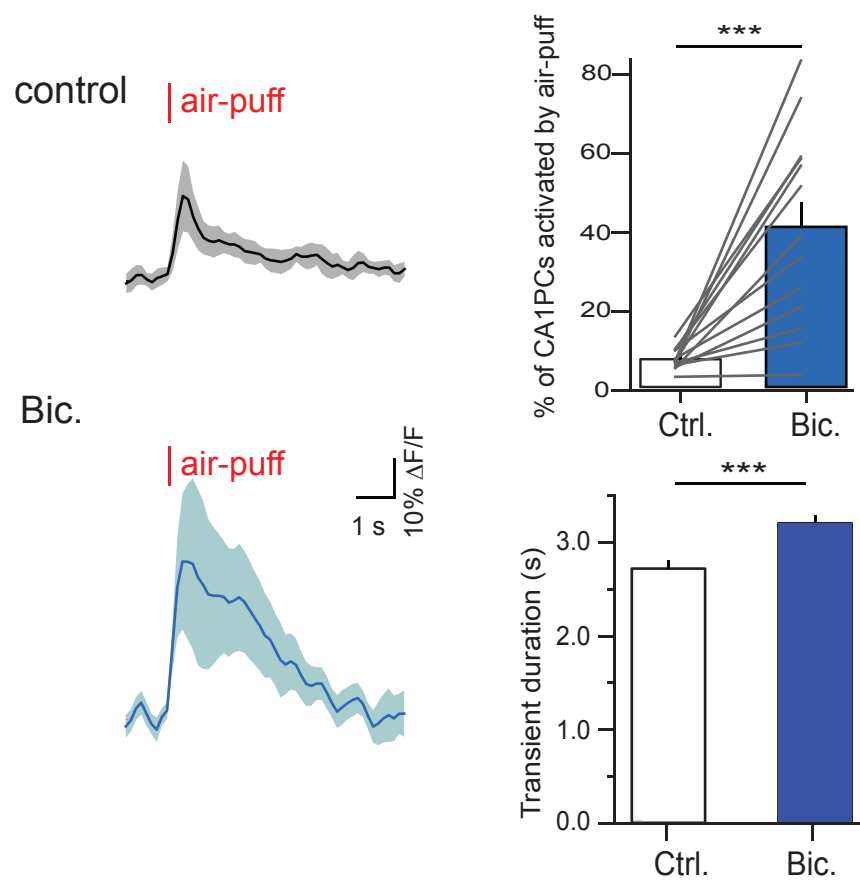 control
air-puff
Bic.
air-puff
1 s
10% ΔF/F
***
% of CA1PCs activated by air-puff
80
60
40
20
0
Ctrl.
Bic.
***
Transient duration (s)
3.0
2.0
1.0
0.0
Ctrl.
Bic.